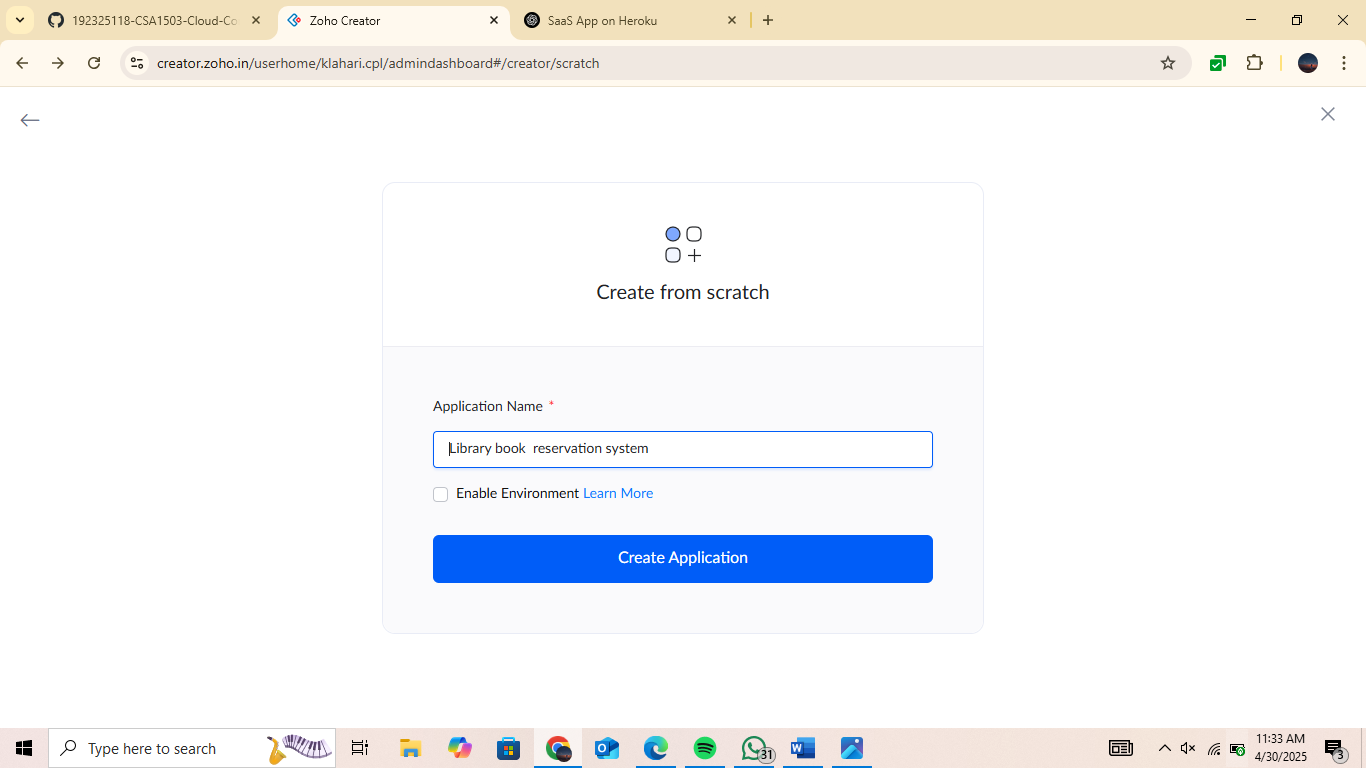 192325118-CSA1503-Cloud-Co
Zoho Creator
SaaS App on Heroku
creator.zoho.in/userhome/klahari.cpl/admindashboard#/creator/scratch
Create from scratch
Application Name *
Library book  reservation system
Enable Environment Learn More
Create Application
Type here to search
31
11:33 AM
4/30/2025
3